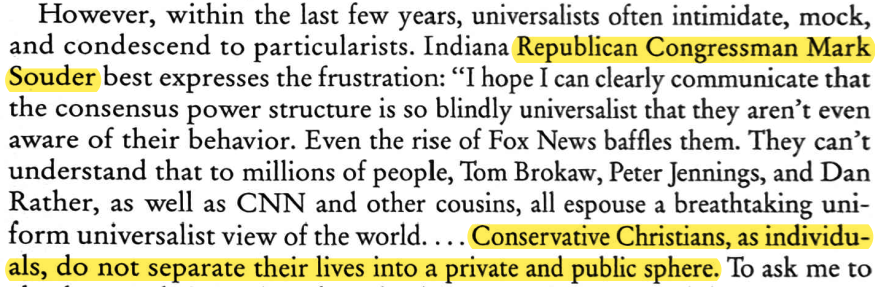 However, within the last few years, universalists often intimidate, mock,
and condescend to particularists. Indiana Republican Congressman Mark
Souder best expresses the frustration: “I hope I can clearly communicate that
the consensus power structure is so blindly universalist that they aren’t even
aware of their behavior. Even the rise of Fox News baffles them. They can’t
understand that to millions of people, Tom Brokaw, Peter Jennings, and Dan
Rather, as well as CNN and other cousins, all espouse a breathtaking uni-
form universalist view of the world. . . . Conservative Christians, as individu-
als, do not separate their lives into a private and public sphere. To ask me to